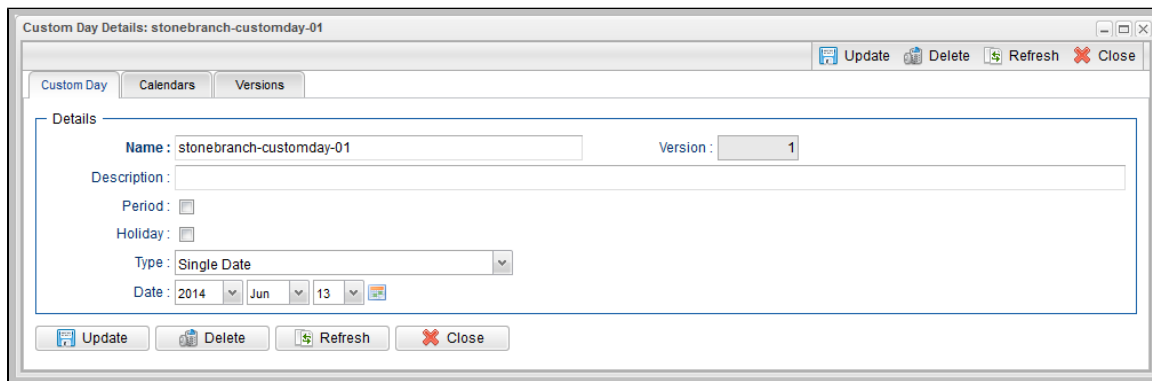 Custom Day Details: stonebranch-customday-01
Update Delete Refresh Close
Custom Day Calendars Versions
Details
Name : stonebranch-customday-01 Version : 1
Description :
Period :
Holiday :
Type : Single Date
Date : 2014 Jun 13
Update Delete Refresh Close